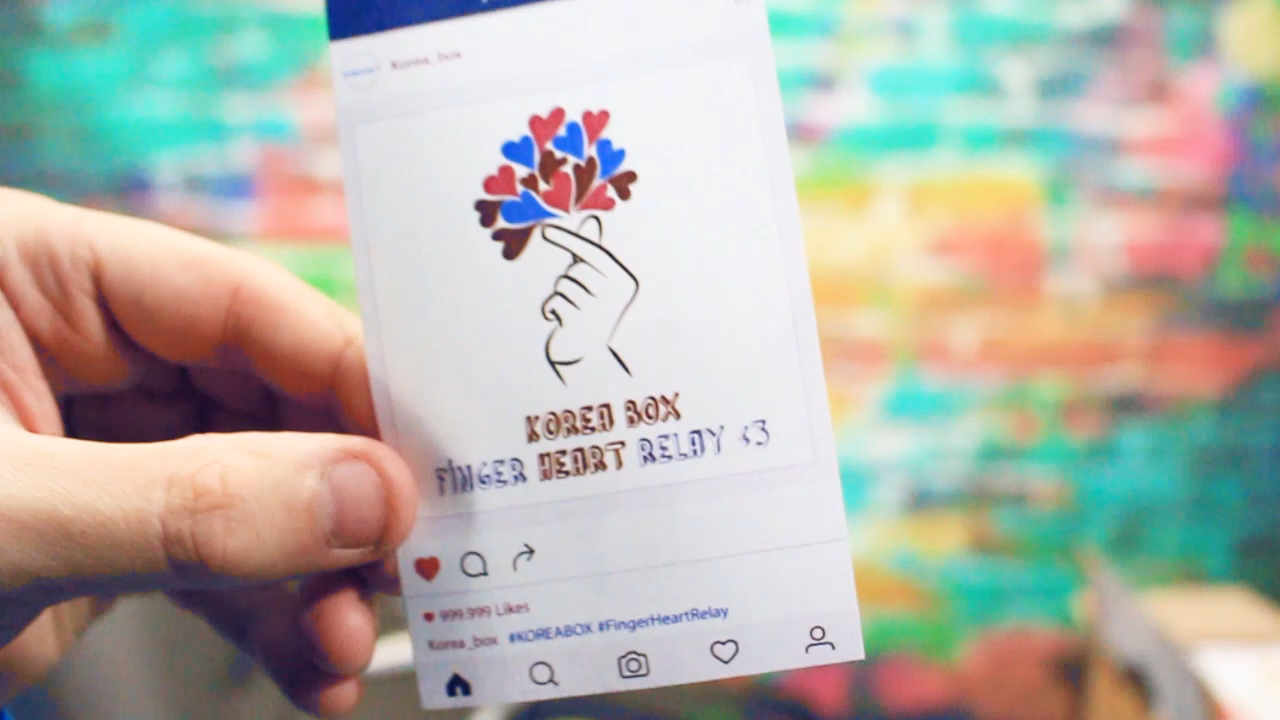 Korea_box
KOREA BOX
FINGER HEART RELAY <3
999.999 Likes
Korea_box #KOREABOX #FingerHeartRelay